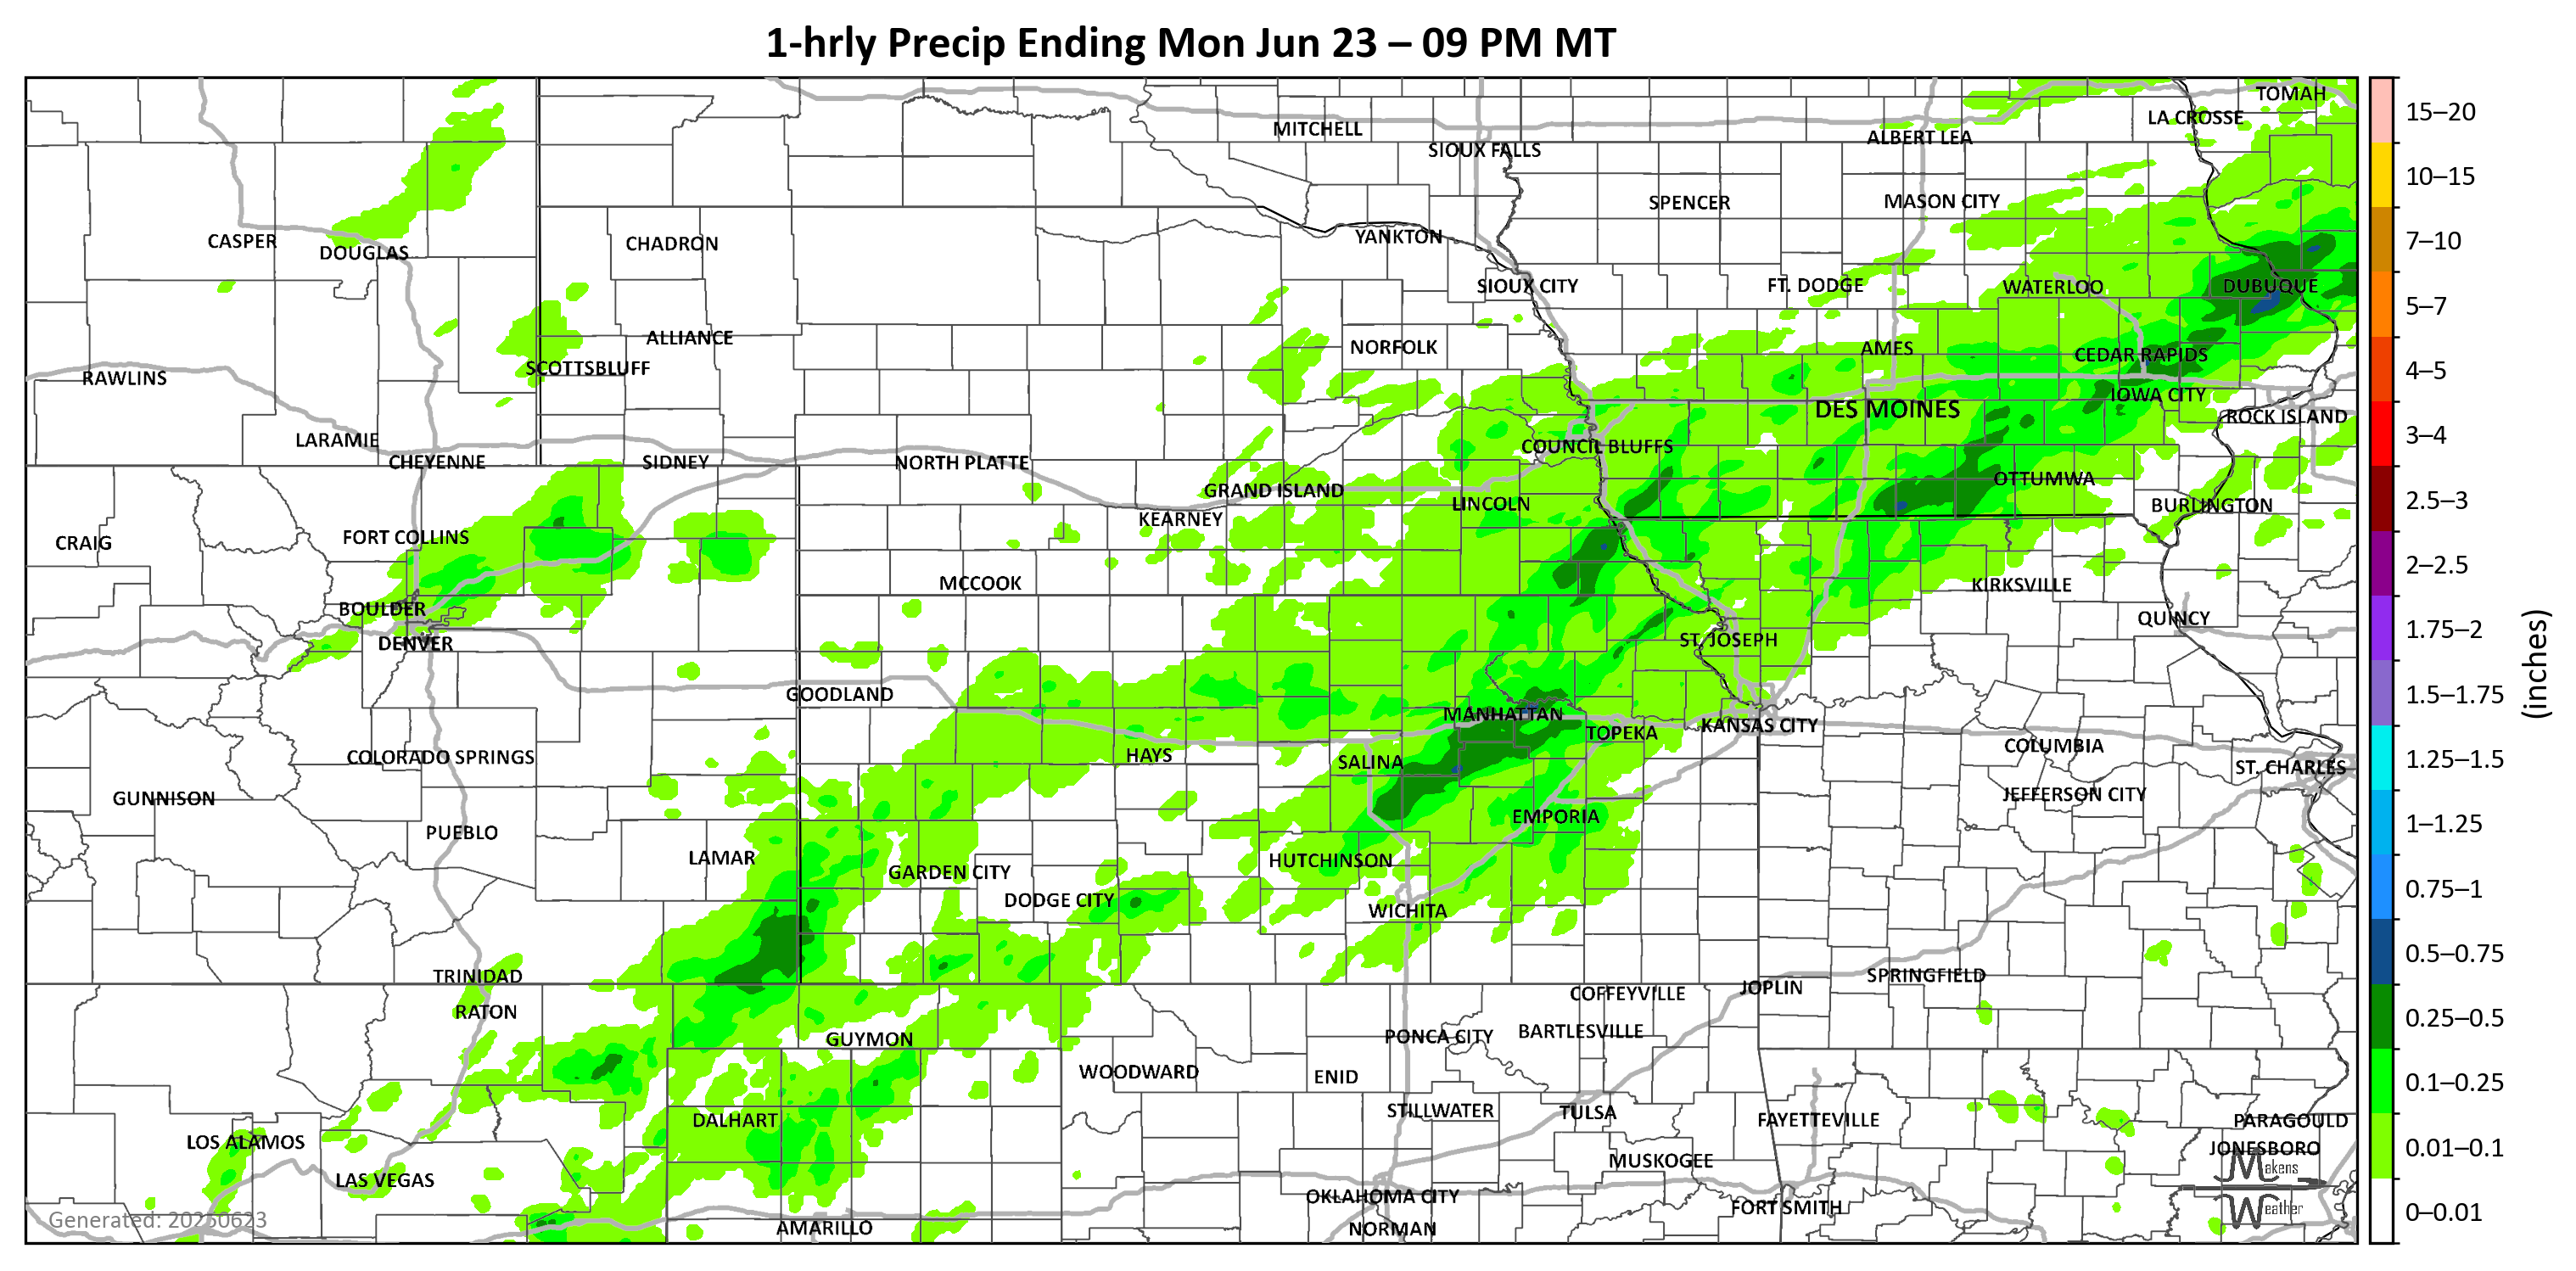 1-hrly Precip Ending Mon Jun 23 – 09 PM MT
TOMAH
LA CROSSE
MITCHELL
ALBERT LEA
SIOUX FALLS
SPENCER
MASON CITY
CASPER
DOUGLAS
CHADRON
YANKTON
SIOUX CITY
FT. DODGE
WATERLOO
DUBUQUE
ALLIANCE
NORFOLK
AMES
CEDAR RAPIDS
SCOTTSBLUFF
RAWLINS
IOWA CITY
DES MOINES
ROCK ISLAND
LARAMIE
COUNCIL BLUFFS
CHEYENNE
SIDNEY
NORTH PLATTE
OTTUMWA
GRAND ISLAND
LINCOLN
BURLINGTON
KEARNEY
FORT COLLINS
CRAIG
MCCOOK
KIRKSVILLE
BOULDER
QUINCY
DENVER
ST. JOSEPH
GOODLAND
MANHATTAN
KANSAS CITY
TOPEKA
COLUMBIA
COLORADO SPRINGS
HAYS
SALINA
ST. CHARLES
GUNNISON
JEFFERSON CITY
EMPORIA
PUEBLO
LAMAR
HUTCHINSON
GARDEN CITY
DODGE CITY
WICHITA
TRINIDAD
SPRINGFIELD
JOPLIN
COFFEYVILLE
RATON
BARTLESVILLE
PONCA CITY
GUYMON
WOODWARD
ENID
STILLWATER
TULSA
DALHART
FAYETTEVILLE
PARAGOULD
LOS ALAMOS
JONESBORO
MUSKOGEE
Makens
LAS VEGAS
OKLAHOMA CITY
FORT SMITH
Weather
Generated: 20250623
AMARILLO
NORMAN
15–20
10–15
7–10
5–7
4–5
3–4
2.5–3
2–2.5
1.75–2
1.5–1.75
1.25–1.5
1–1.25
0.75–1
0.5–0.75
0.25–0.5
0.1–0.25
0.01–0.1
0–0.01
(inches)